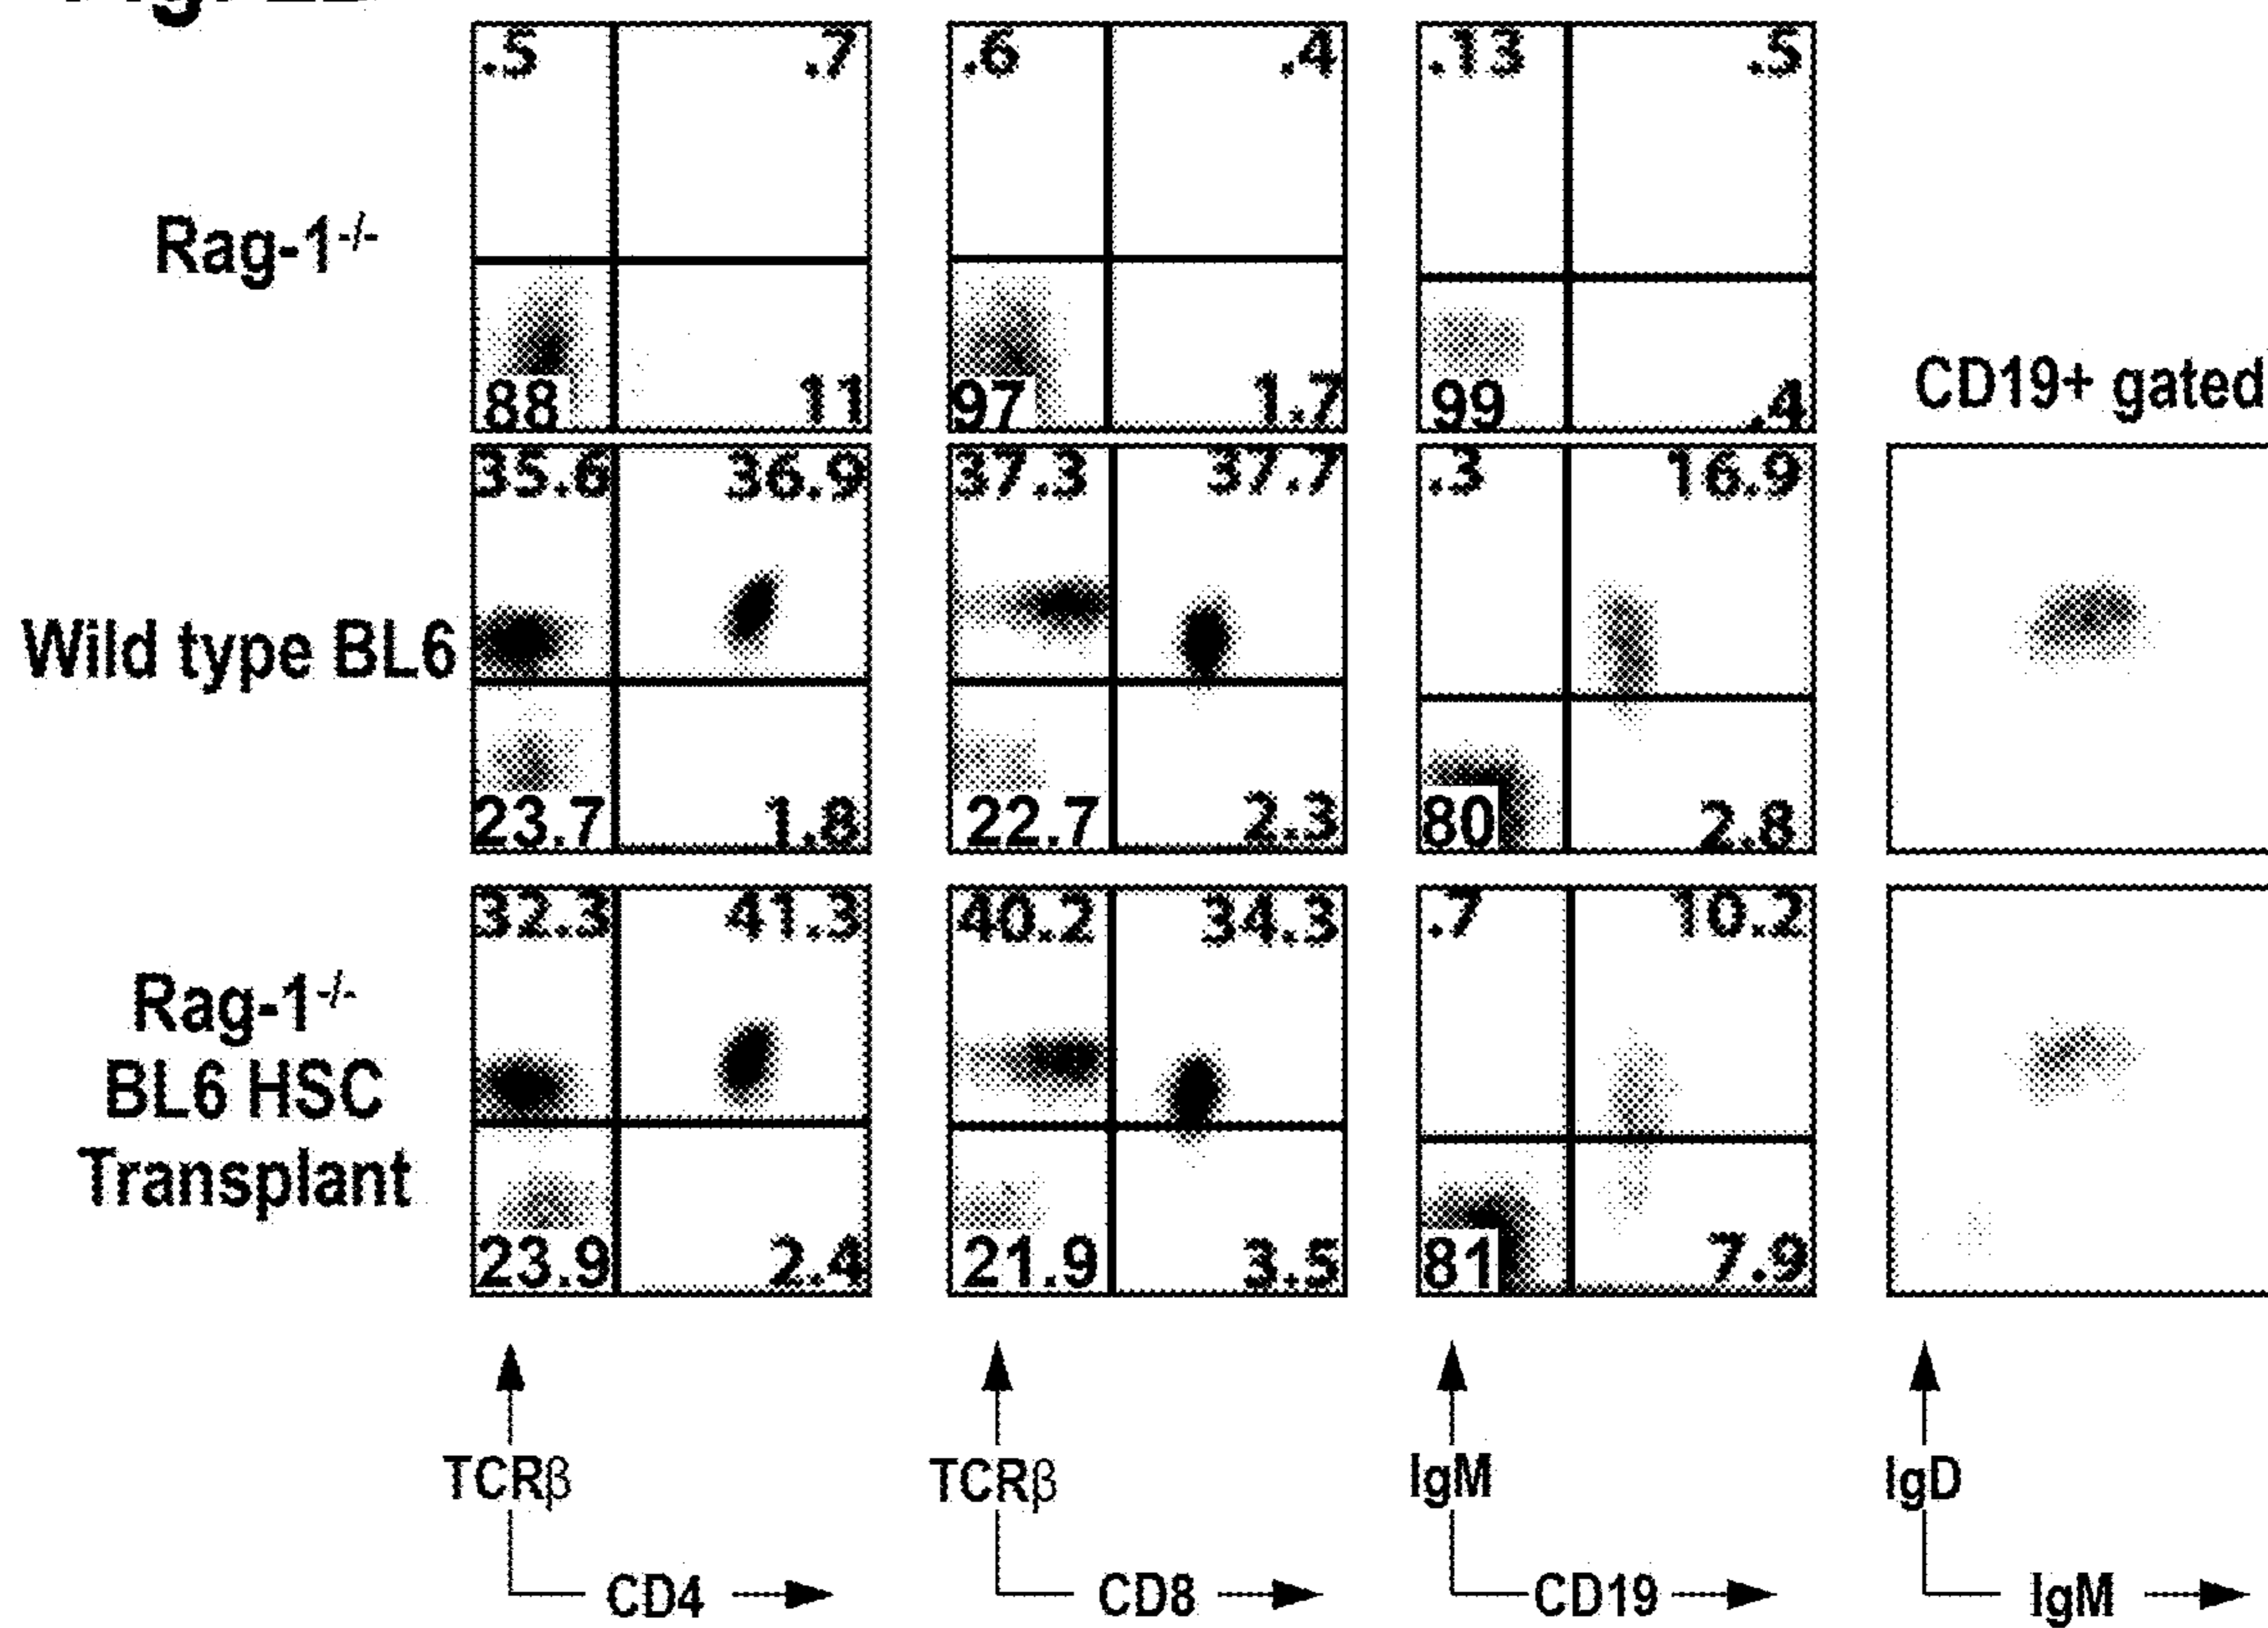 .5 .7 .6 .4 .13 .5
Rag-1-/-
88 11 97 1.7 99 .4
CD19+ gated
35.6 36.9 37.3 37.7 .3 16.9
Wild type BL6
23.7 1.8 22.7 2.3 80 2.8
32.3 41.3 40.2 34.3 .7 10.2
Rag-1-/-
BL6 HSC
Transplant
23.9 2.4 21.9 3.5 81 7.9
TCRβ TCRβ IgM IgD
CD4 CD8 CD19 IgM